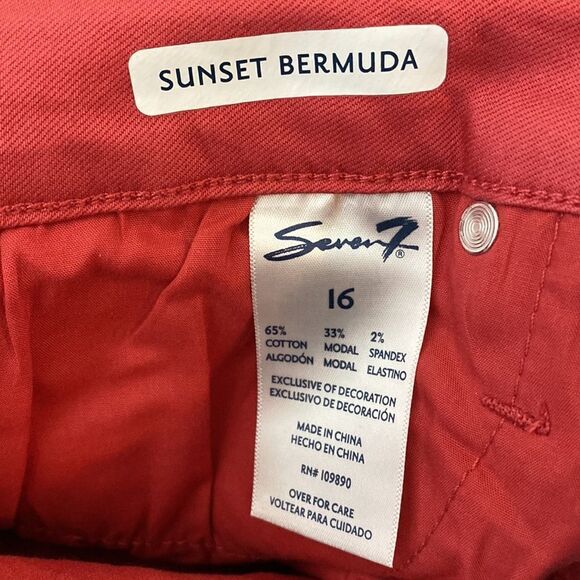 SUNSET BERMUDA
Seven7®
16
65% 33% 2%
COTTON MODAL SPANDEX
ALGODÓN MODAL ELASTINO
EXCLUSIVE OF DECORATION
EXCLUSIVO DE DECORACIÓN
MADE IN CHINA
HECHO EN CHINA
RN# 109890
OVER FOR CARE
VOLTEAR PARA CUIDADO